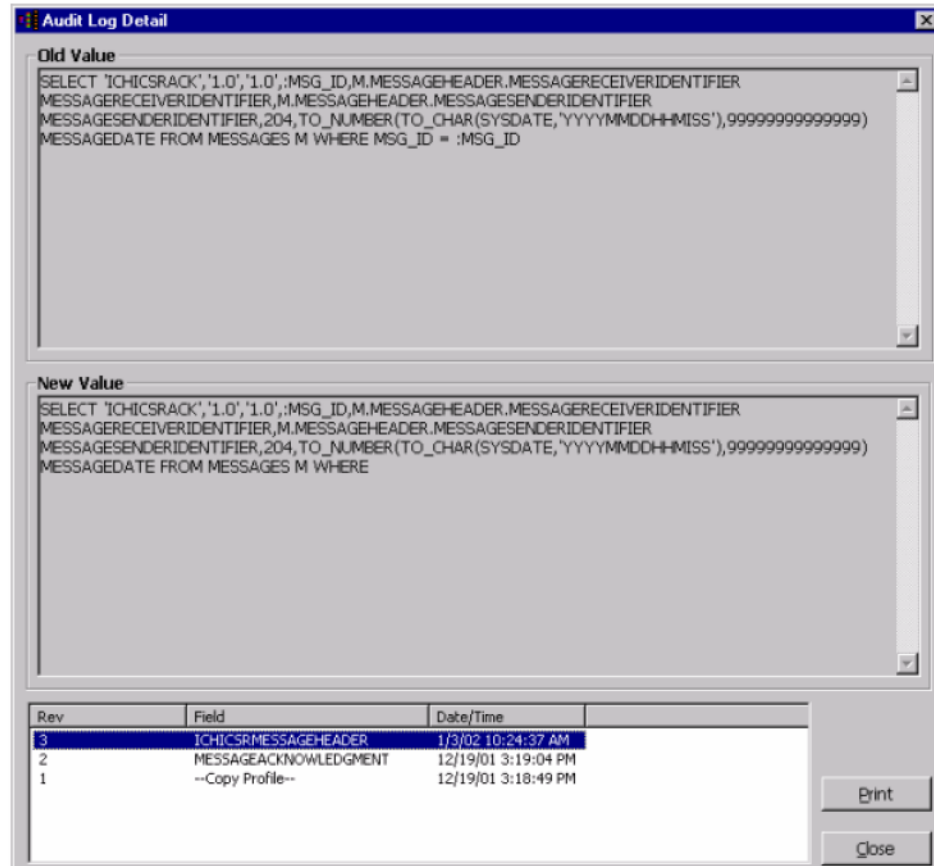 Audit Log Detail
Old Value
SELECT 'ICHICSRACK','1.0','1.0',:MSG_ID,M.MESSAGEHEADER.MESSAGERECEIVERIDENTIFIER
MESSAGERECEIVERIDENTIFIER,M.MESSAGEHEADER.MESSAGESENDERIDENTIFIER
MESSAGESENDERIDENTIFIER,204,TO_NUMBER(TO_CHAR(SYSDATE,'YYYYMMDDHHMISS'),99999999999999)
MESSAGEDATE FROM MESSAGES M WHERE MSG_ID = :MSG_ID
New Value
SELECT 'ICHICSRACK','1.0','1.0',:MSG_ID,M.MESSAGEHEADER.MESSAGERECEIVERIDENTIFIER
MESSAGERECEIVERIDENTIFIER,M.MESSAGEHEADER.MESSAGESENDERIDENTIFIER
MESSAGESENDERIDENTIFIER,204,TO_NUMBER(TO_CHAR(SYSDATE,'YYYYMMDDHHMISS'),99999999999999)
MESSAGEDATE FROM MESSAGES M WHERE
Rev Field Date/Time
3 ICHICSRMESSAGEHEADER 1/3/02 10:24:37 AM
2 MESSAGEACKNOWLEDGMENT 12/19/01 3:19:04 PM
1 --Copy Profile-- 12/19/01 3:18:49 PM
Print
Close